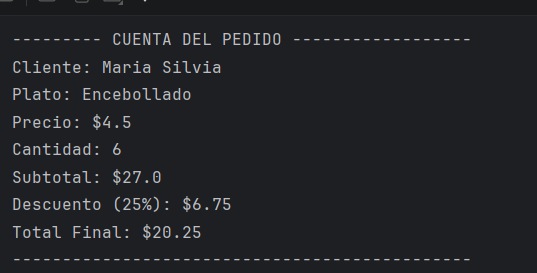 --------- CUENTA DEL PEDIDO ------------------
Cliente: Maria Silvia
Plato: Encebollado
Precio: $4.5
Cantidad: 6
Subtotal: $27.0
Descuento (25%): $6.75
Total Final: $20.25
----------------------------------------------